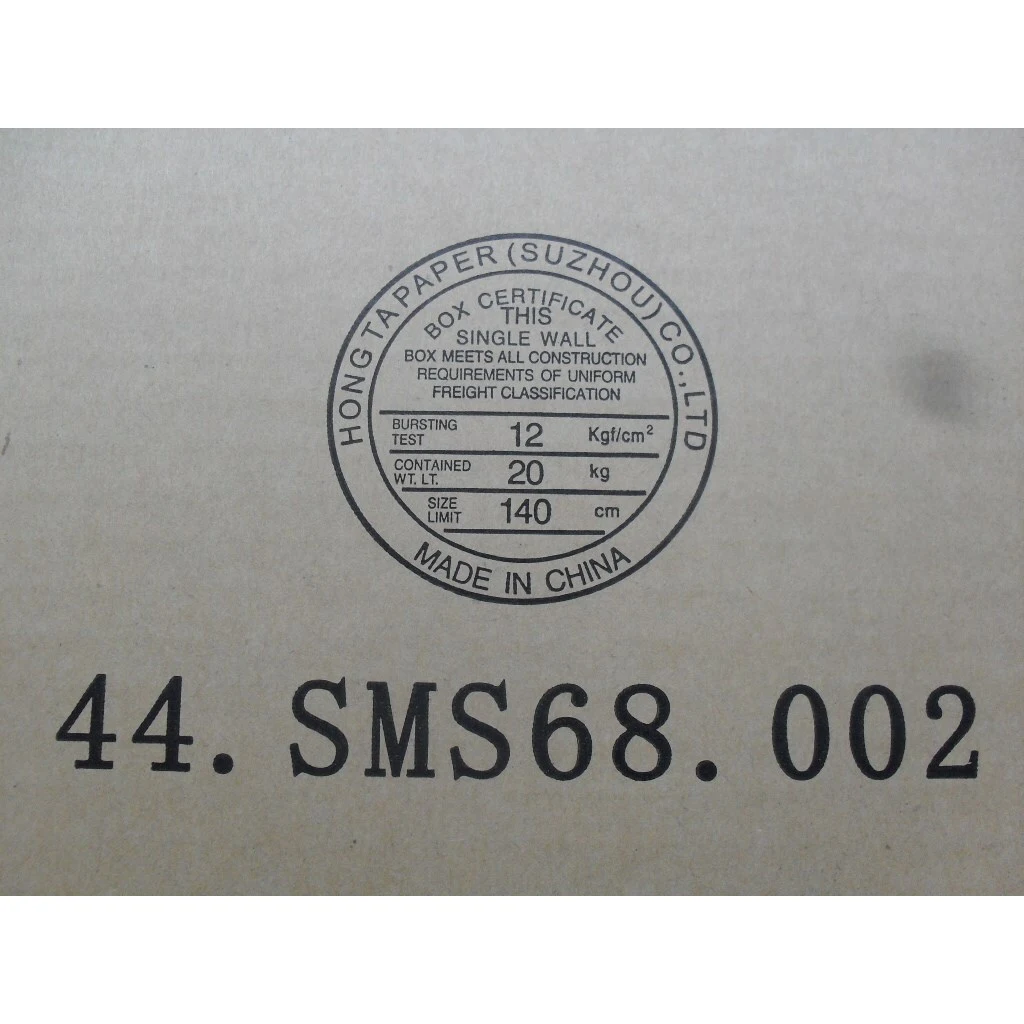 HONG TA PAPER (SUZHOU) CO.,LTD
BOX CERTIFICATE
THIS
SINGLE WALL
BOX MEETS ALL CONSTRUCTION
REQUIREMENTS OF UNIFORM
FREIGHT CLASSIFICATION
BURSTING TEST 12 Kgf/cm²
CONTAINED WT. LT. 20 kg
SIZE LIMIT 140 cm
MADE IN CHINA
44.SMS68.002